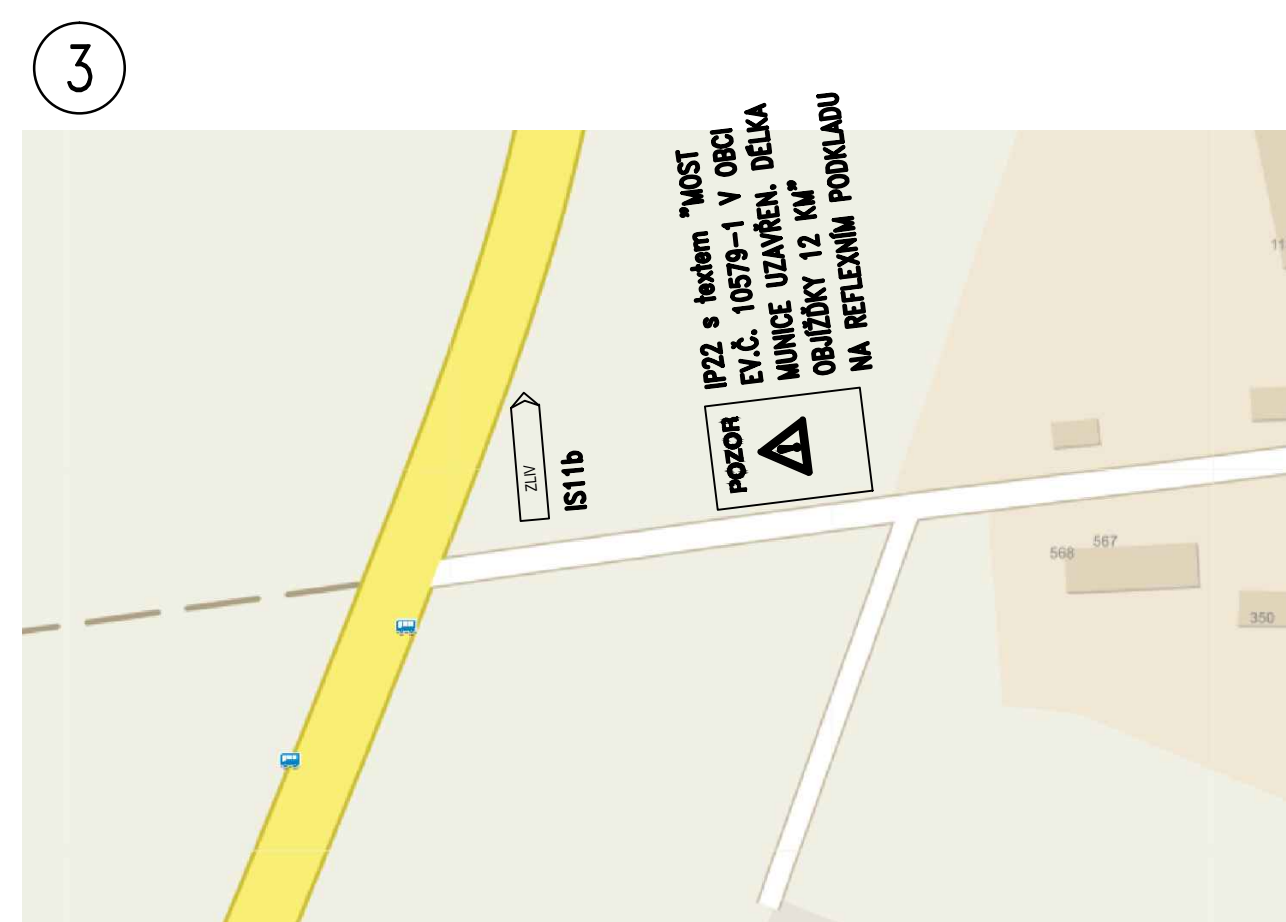 3
IP22 s textem "MOST
EV.Č. 10579-1 V OBCI
MUNICE UZAVŘEN. DÉLKA
OBJÍŽĎKY 12 KM"
NA REFLEXNÍM PODKLADU
POZOR
ZLIV
IS11b
11
568
567
350